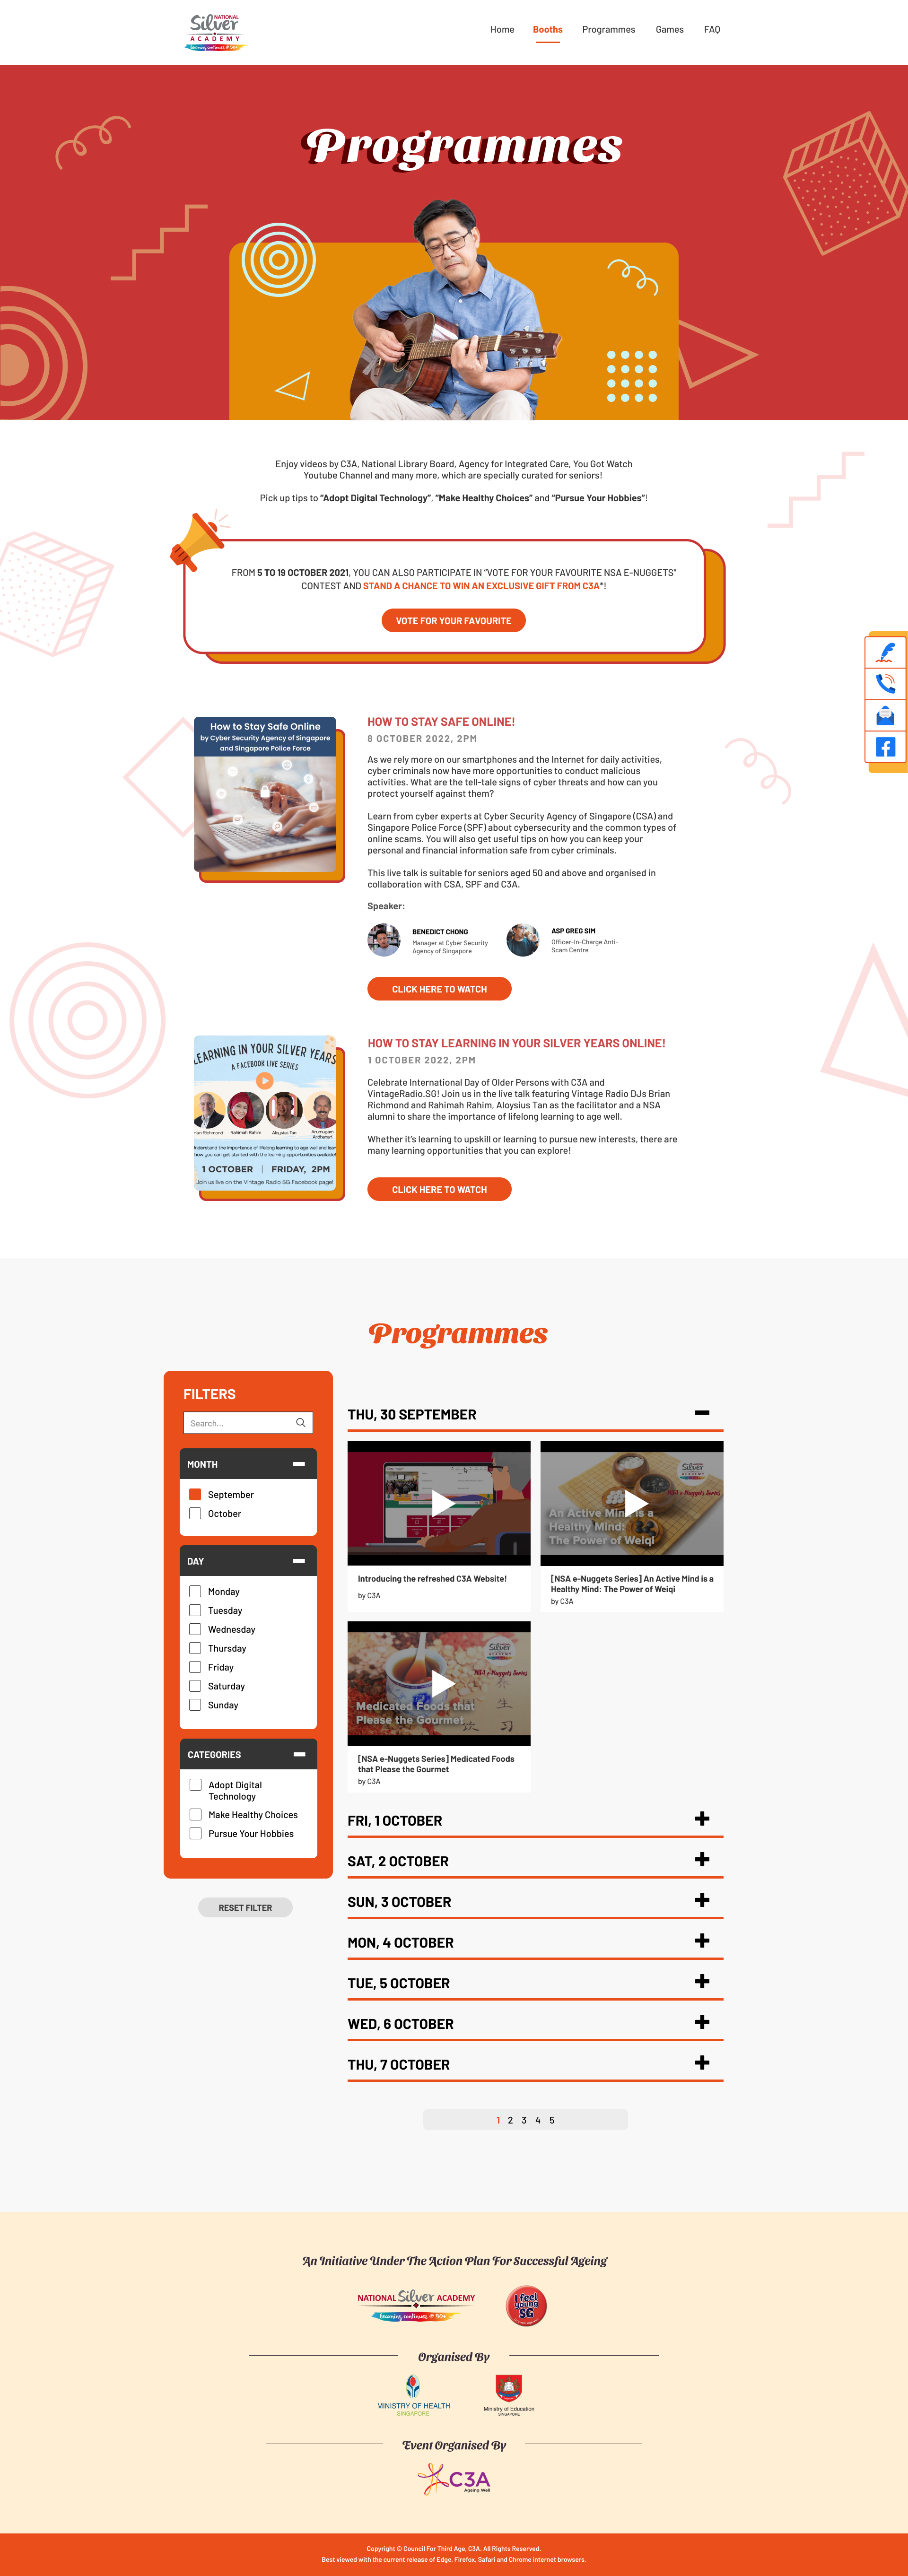 NATIONAL
Silver
ACADEMY
learning continues @ 50+
Home
Booths
Programmes
Games
FAQ
Programmes
Enjoy videos by C3A, National Library Board, Agency for Integrated Care, You Got Watch
Youtube Channel and many more, which are specially curated for seniors!
Pick up tips to “Adopt Digital Technology”, “Make Healthy Choices” and “Pursue Your Hobbies”!
FROM 5 TO 19 OCTOBER 2021, YOU CAN ALSO PARTICIPATE IN “VOTE FOR YOUR FAVOURITE NSA E-NUGGETS”
CONTEST AND STAND A CHANCE TO WIN AN EXCLUSIVE GIFT FROM C3A*!
VOTE FOR YOUR FAVOURITE
How to Stay Safe Online
by Cyber Security Agency of Singapore
and Singapore Police Force
HOW TO STAY SAFE ONLINE!
8 OCTOBER 2022, 2PM
As we rely more on our smartphones and the Internet for daily activities,
cyber criminals now have more opportunities to conduct malicious
activities. What are the tell-tale signs of cyber threats and how can you
protect yourself against them?
Learn from cyber experts at Cyber Security Agency of Singapore (CSA) and
Singapore Police Force (SPF) about cybersecurity and the common types of
online scams. You will also get useful tips on how you can keep your
personal and financial information safe from cyber criminals.
This live talk is suitable for seniors aged 50 and above and organised in
collaboration with CSA, SPF and C3A.
Speaker:
BENEDICT CHONG
Manager at Cyber Security
Agency of Singapore
ASP GREG SIM
Officer-In-Charge Anti-
Scam Centre
CLICK HERE TO WATCH
LEARNING IN YOUR SILVER YEARS
A FACEBOOK LIVE SERIES
rian Richmond
Rahimah Rahim
Aloysius Tan
Arumugam
Ardhanari
nderstand the importance of lifelong learning to age well and lear
how you can get started with the learning opportunities available
1 OCTOBER | FRIDAY, 2PM
Join us live on the Vintage Radio SG Facebook page!
HOW TO STAY LEARNING IN YOUR SILVER YEARS ONLINE!
1 OCTOBER 2022, 2PM
Celebrate International Day of Older Persons with C3A and
VintageRadio.SG! Join us in the live talk featuring Vintage Radio DJs Brian
Richmond and Rahimah Rahim, Aloysius Tan as the facilitator and a NSA
alumni to share the importance of lifelong learning to age well.
Whether it’s learning to upskill or learning to pursue new interests, there are
many learning opportunities that you can explore!
CLICK HERE TO WATCH
Programmes
FILTERS
Search...
MONTH
September
October
DAY
Monday
Tuesday
Wednesday
Thursday
Friday
Saturday
Sunday
CATEGORIES
Adopt Digital
Technology
Make Healthy Choices
Pursue Your Hobbies
RESET FILTER
THU, 30 SEPTEMBER
Introducing the refreshed C3A Website!
by C3A
Silver
ACADEMY
NSA e-Nuggets Series
An Active Mind is a
Healthy Mind:
The Power of Weiqi
[NSA e-Nuggets Series] An Active Mind is a
Healthy Mind: The Power of Weiqi
by C3A
Silver
ACADEMY
NSA e-Nuggets Series
养
生
饮
习
Medicated Foods that
Please the Gourmet
[NSA e-Nuggets Series] Medicated Foods
that Please the Gourmet
by C3A
FRI, 1 OCTOBER
SAT, 2 OCTOBER
SUN, 3 OCTOBER
MON, 4 OCTOBER
TUE, 5 OCTOBER
WED, 6 OCTOBER
THU, 7 OCTOBER
1 2 3 4 5
An Initiative Under The Action Plan For Successful Ageing
NATIONAL Silver ACADEMY
learning continues @ 50+
I feel
young
SG
Organised By
MINISTRY OF HEALTH
SINGAPORE
Ministry of Education
SINGAPORE
Event Organised By
C3A
Ageing Well
Copyright © Council For Third Age, C3A. All Rights Reserved.
Best viewed with the current release of Edge, Firefox, Safari and Chrome internet browsers.